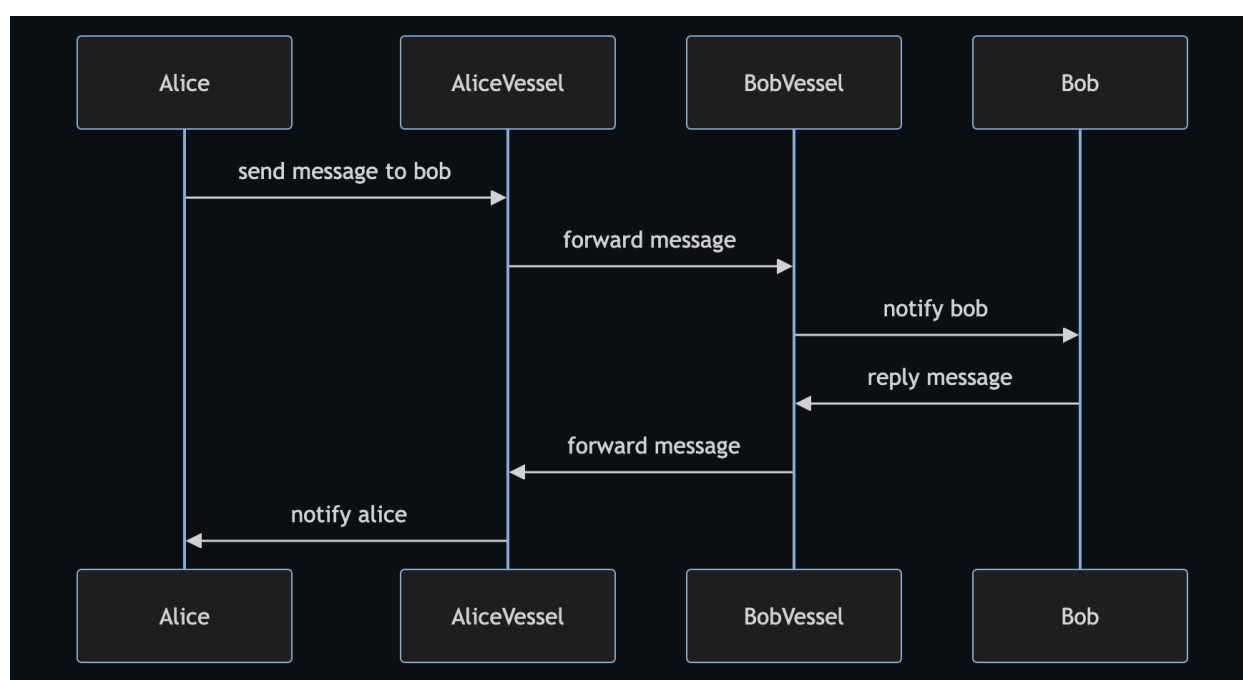 Alice
AliceVessel
BobVessel
Bob
send message to bob
forward message
notify bob
reply message
forward message
notify alice
Alice
AliceVessel
BobVessel
Bob